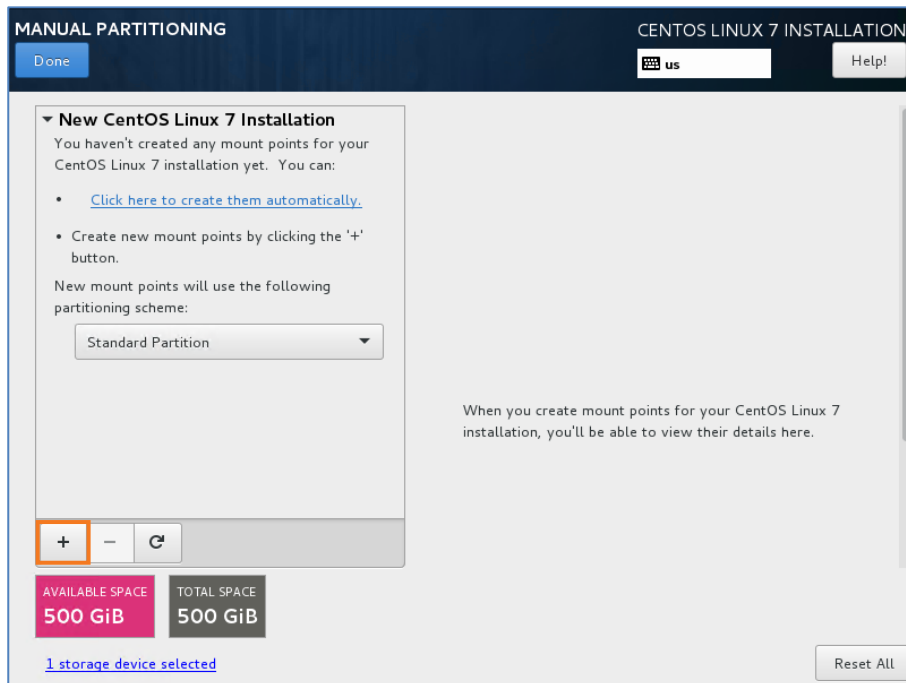 MANUAL PARTITIONING
CENTOS LINUX 7 INSTALLATION
Done
us
Help!
New CentOS Linux 7 Installation
You haven't created any mount points for your
CentOS Linux 7 installation yet. You can:
• Click here to create them automatically.
• Create new mount points by clicking the '+'
button.
New mount points will use the following
partitioning scheme:
Standard Partition
When you create mount points for your CentOS Linux 7
installation, you'll be able to view their details here.
+ −
AVAILABLE SPACE
500 GiB
TOTAL SPACE
500 GiB
1 storage device selected
Reset All